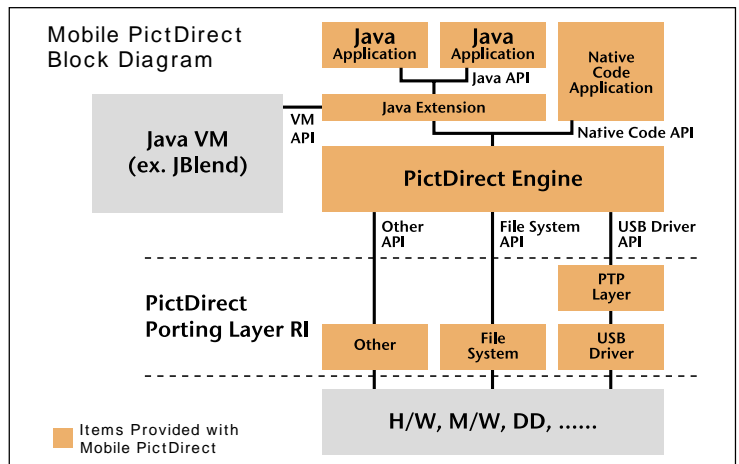 Mobile PictDirect
Block Diagram
Java
Application
Java
Application
Native
Code
Application
Java API
Java Extension
VM
API
Native Code API
Java VM
(ex. JBlend)
PictDirect Engine
Other
API
File System
API
USB Driver
API
PTP
Layer
PictDirect
Porting Layer RI
Other
File
System
USB
Driver
H/W, M/W, DD, ......
Items Provided with
Mobile PictDirect